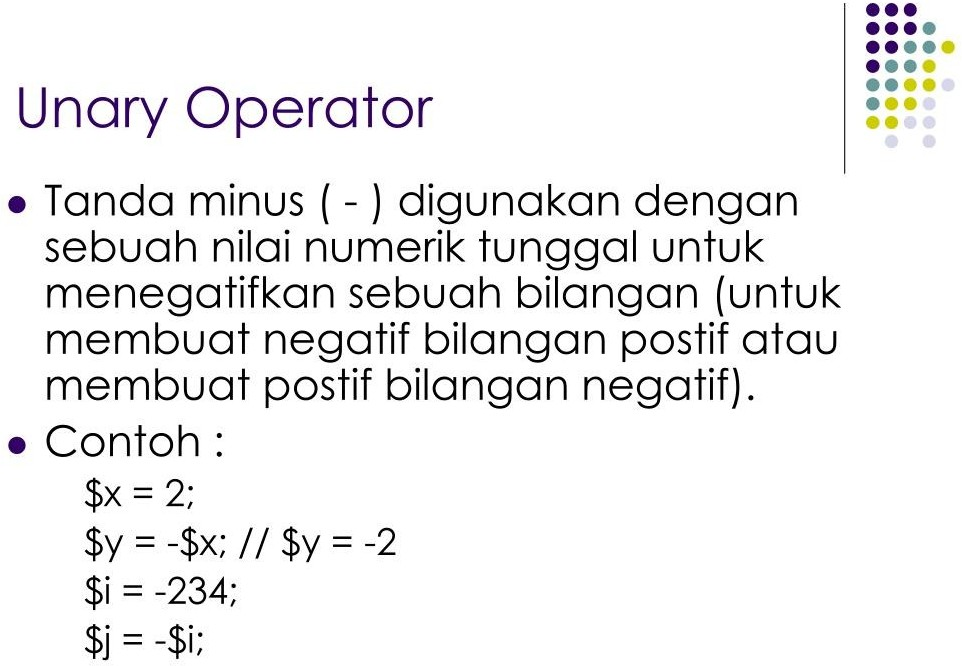 Unary Operator
• Tanda minus ( - ) digunakan dengan
sebuah nilai numerik tunggal untuk
menegatifkan sebuah bilangan (untuk
membuat negatif bilangan postif atau
membuat postif bilangan negatif).
• Contoh :
$x = 2;
$y = -$x; // $y = -2
$i = -234;
$j = -$i;